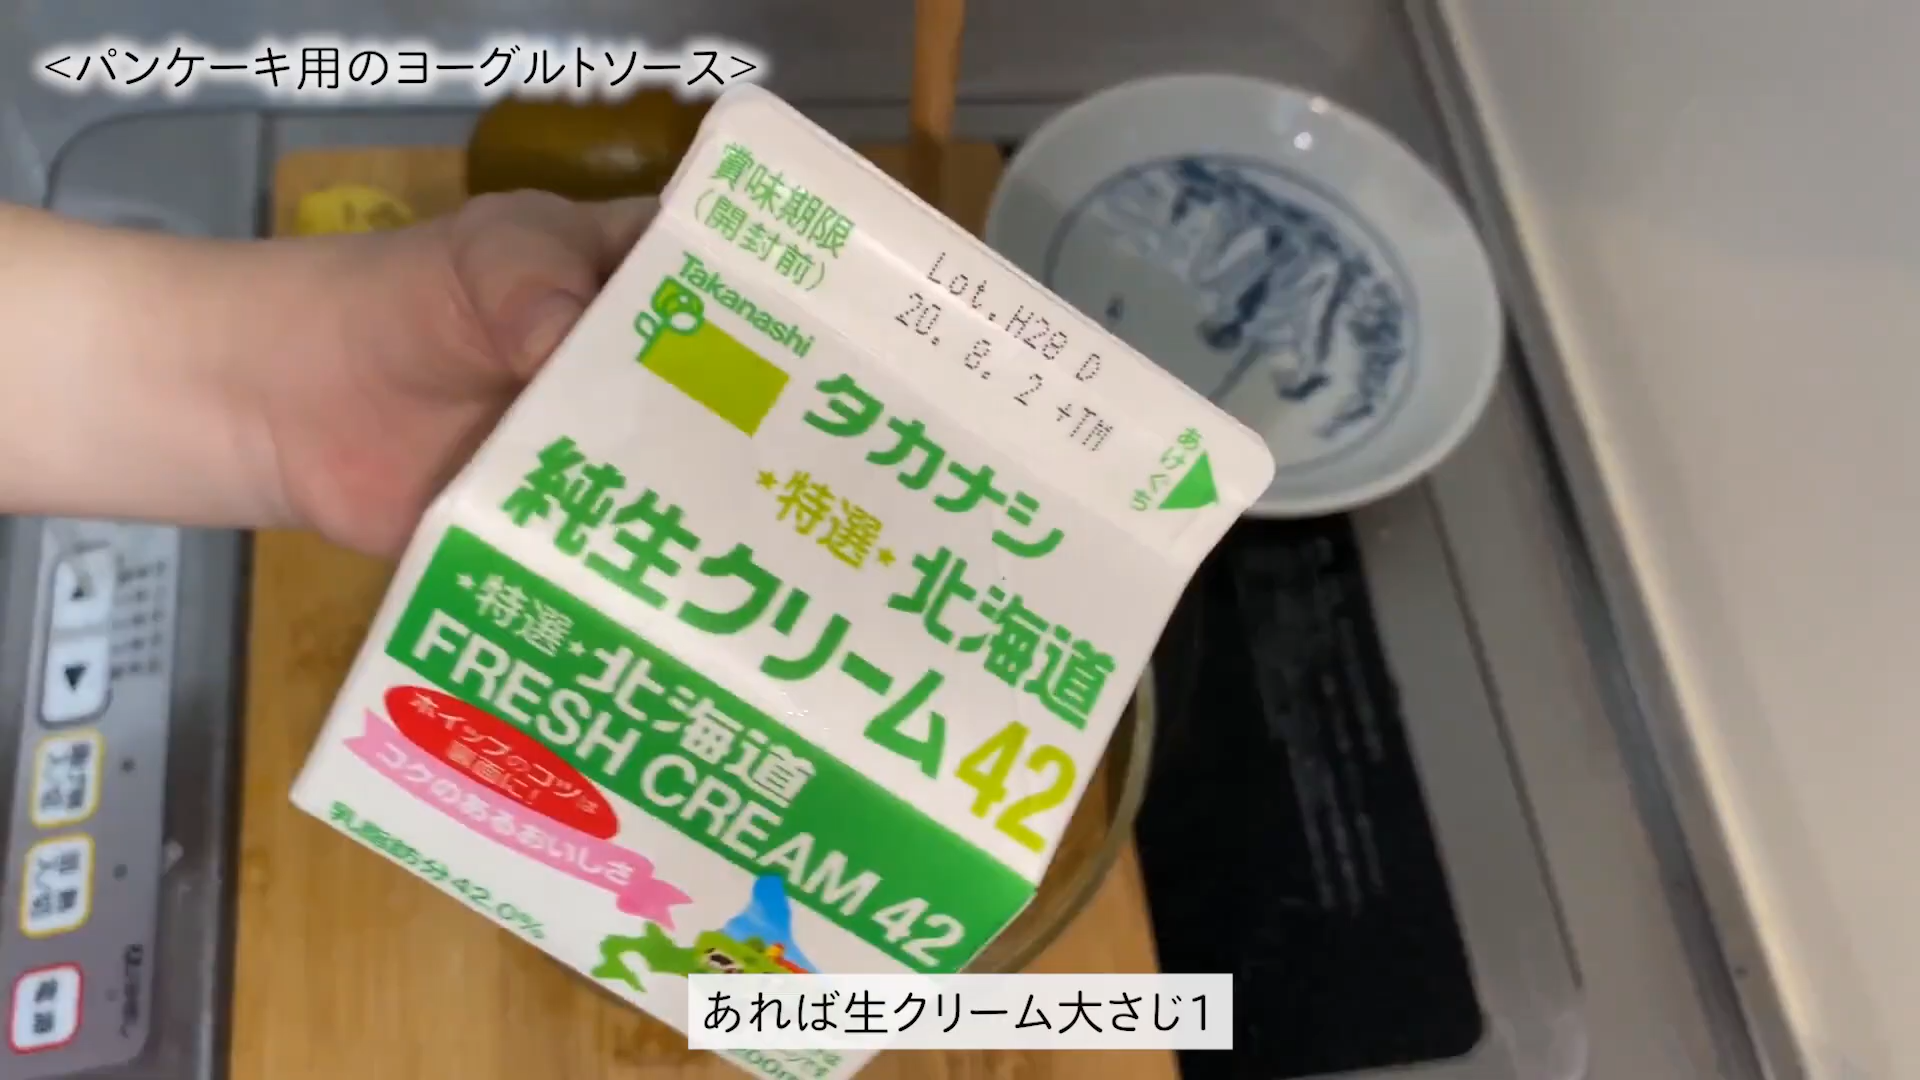 <パンケーキ用のヨーグルトソース>
賞味期限
(開封前)
Lot.H28 D
20. 8. 2 +TM
あけぐち
Takanashi
タカナシ
特選 北海道
純生クリーム42
特選 北海道
FRESH CREAM 42
ホイップのコツは
裏面に!
コクのあるおいしさ
乳脂肪分42.0%
あれば生クリーム大さじ1